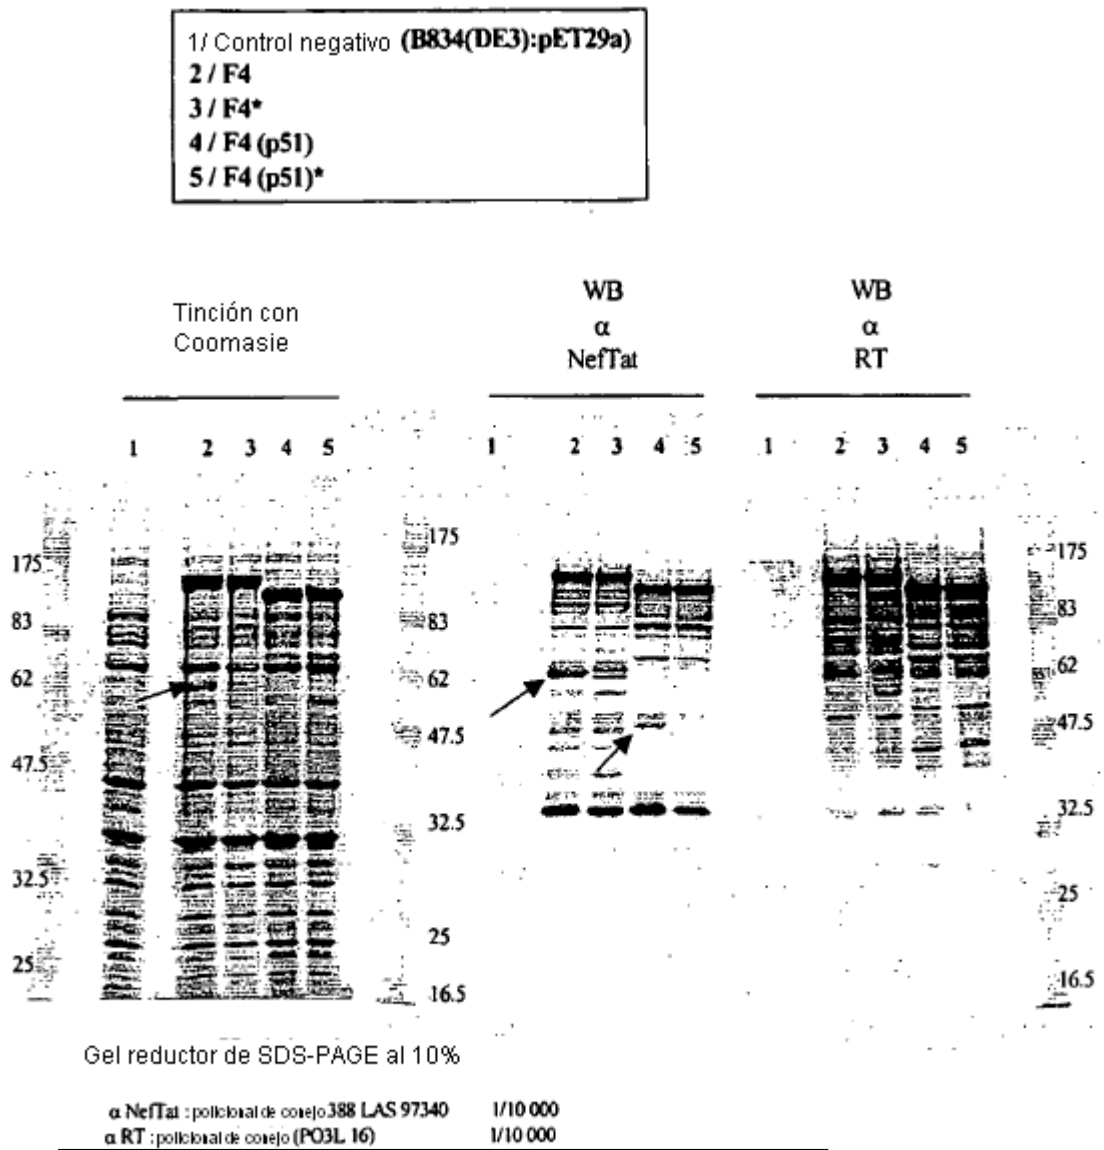 1/ Control negativo (B834(DE3):pET29a)
2 / F4
3 / F4*
4 / F4 (p51)
5 / F4 (p51)*
Tinción con
Coomasie
WB
α
NefTat
WB
α
RT
1 2 3 4 5
1 2 3 4 5
1 2 3 4 5
175
83
62
47.5
32.5
25
175
83
62
47.5
32.5
25
16.5
175
83
62
47.5
32.5
25
16.5
Gel reductor de SDS-PAGE al 10%
α NefTat : policlonal de conejo 388 LAS 97340 1/10 000
α RT : policlonal de conejo (PO3L 16) 1/10 000